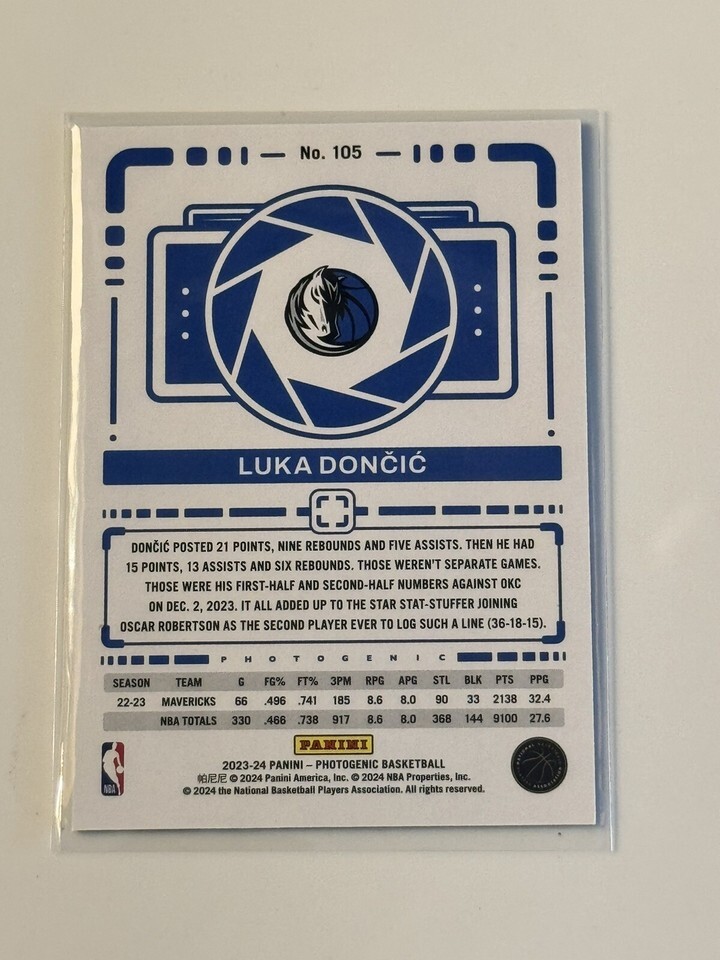 No. 105
LUKA DONČIĆ
DONČIĆ POSTED 21 POINTS, NINE REBOUNDS AND FIVE ASSISTS. THEN HE HAD
15 POINTS, 13 ASSISTS AND SIX REBOUNDS. THOSE WEREN'T SEPARATE GAMES.
THOSE WERE HIS FIRST-HALF AND SECOND-HALF NUMBERS AGAINST OKC
ON DEC. 2, 2023. IT ALL ADDED UP TO THE STAR STAT-STUFFER JOINING
OSCAR ROBERTSON AS THE SECOND PLAYER EVER TO LOG SUCH A LINE (36-18-15).
PHOTOGENIC
SEASON TEAM G FG% FT% 3PM RPG APG STL BLK PTS PPG
22-23 MAVERICKS 66 .496 .741 185 8.6 8.0 90 33 2138 32.4
NBA TOTALS 330 .466 .738 917 8.6 8.0 368 144 9100 27.6
PANINI
2023-24 PANINI – PHOTOGENIC BASKETBALL
帕尼尼 © 2024 Panini America, Inc. © 2024 NBA Properties, Inc.
© 2024 the National Basketball Players Association. All rights reserved.
NBA